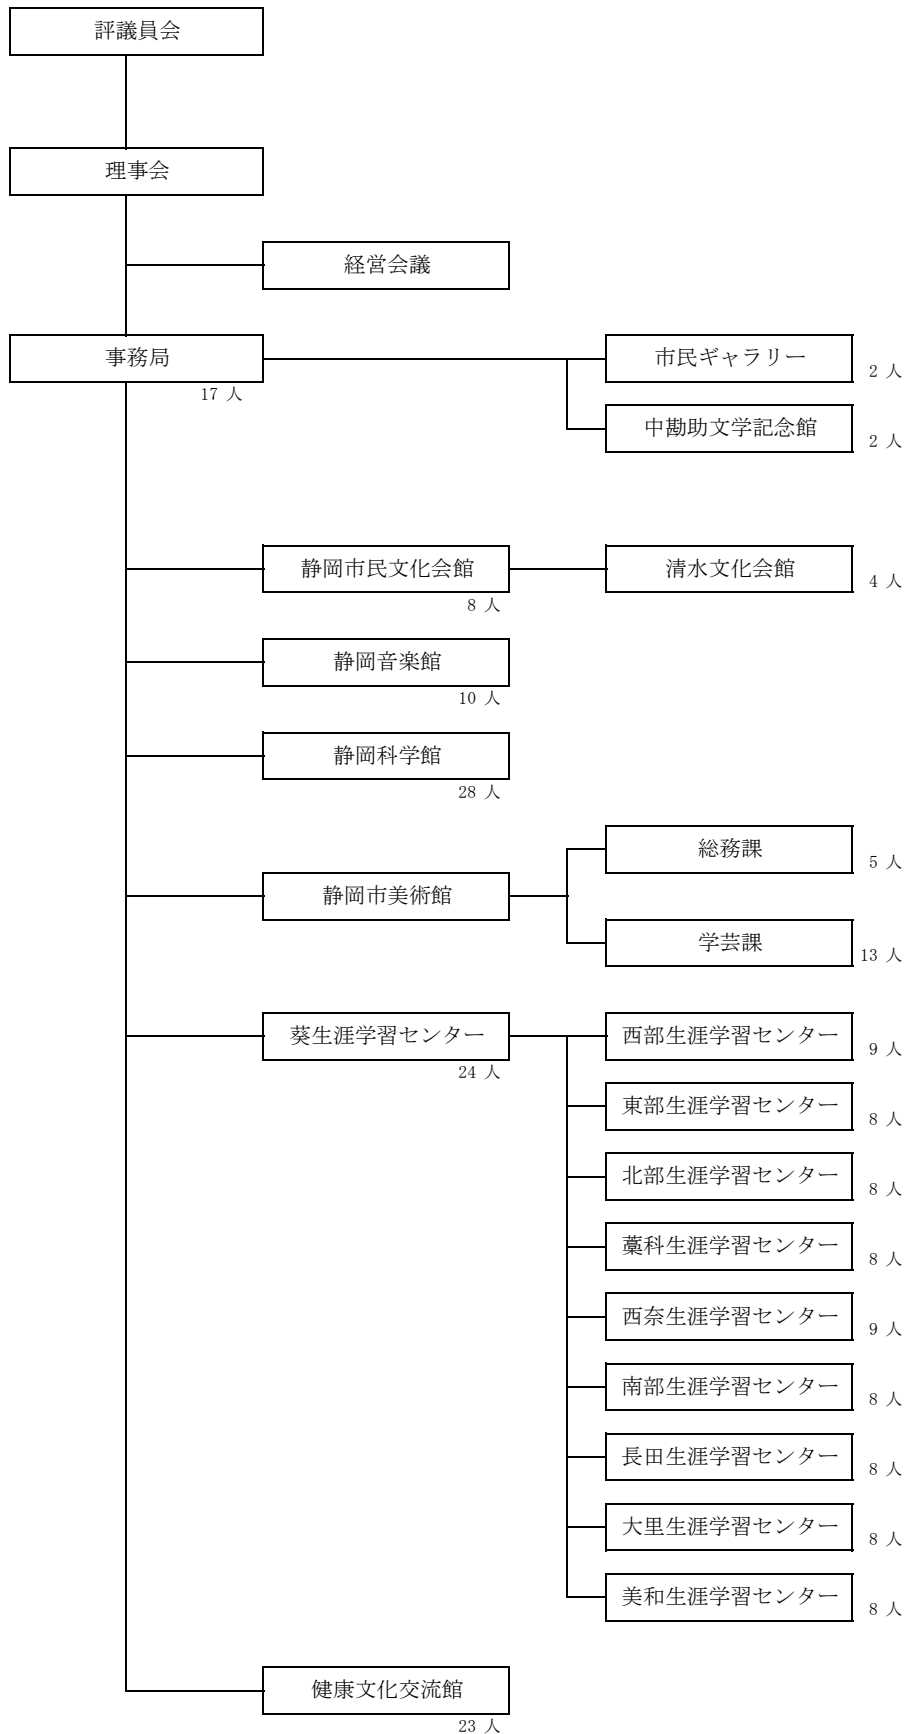 評議員会
理事会
経営会議
事務局
17 人
市民ギャラリー
2 人
中勘助文学記念館
2 人
静岡市民文化会館
8 人
清水文化会館
4 人
静岡音楽館
10 人
静岡科学館
28 人
総務課
5 人
静岡市美術館
学芸課
13 人
葵生涯学習センター
24 人
西部生涯学習センター
9 人
東部生涯学習センター
8 人
北部生涯学習センター
8 人
藁科生涯学習センター
8 人
西奈生涯学習センター
9 人
南部生涯学習センター
8 人
長田生涯学習センター
8 人
大里生涯学習センター
8 人
美和生涯学習センター
8 人
健康文化交流館
23 人